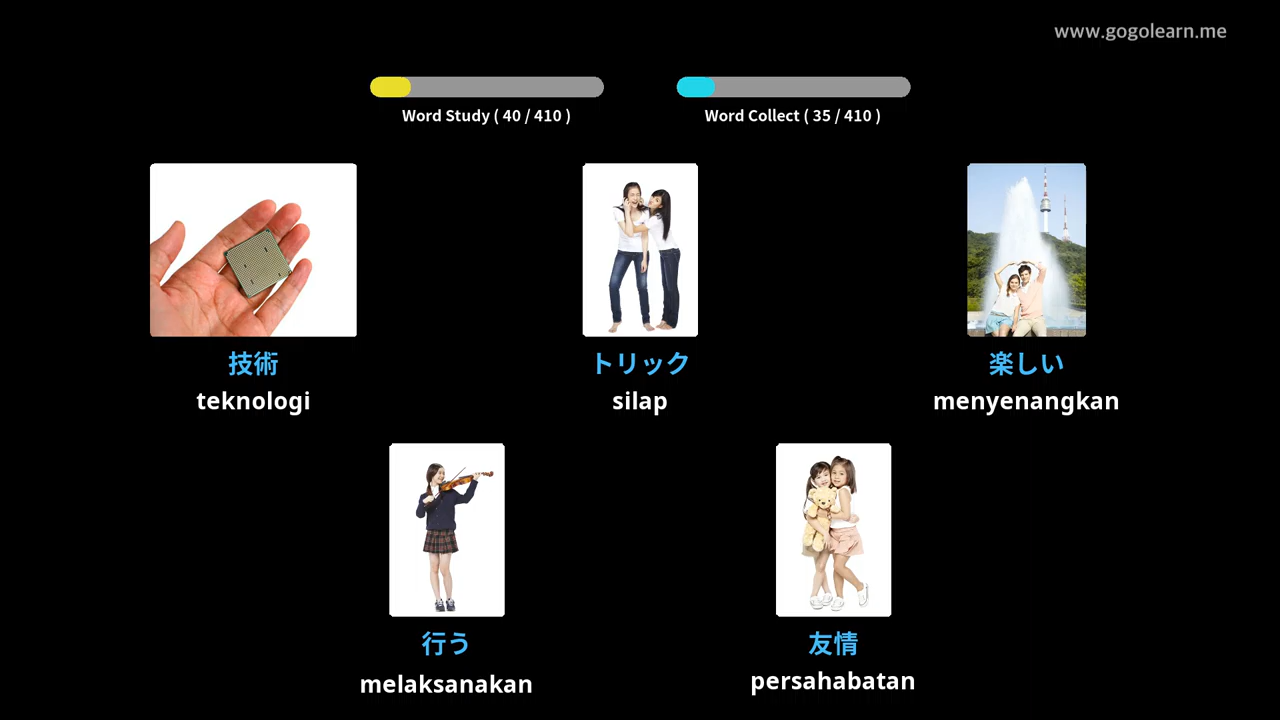 www.gogolearn.me
Word Study ( 40 / 410 )
Word Collect ( 35 / 410 )
技術
teknologi
トリック
silap
楽しい
menyenangkan
行う
melaksanakan
友情
persahabatan